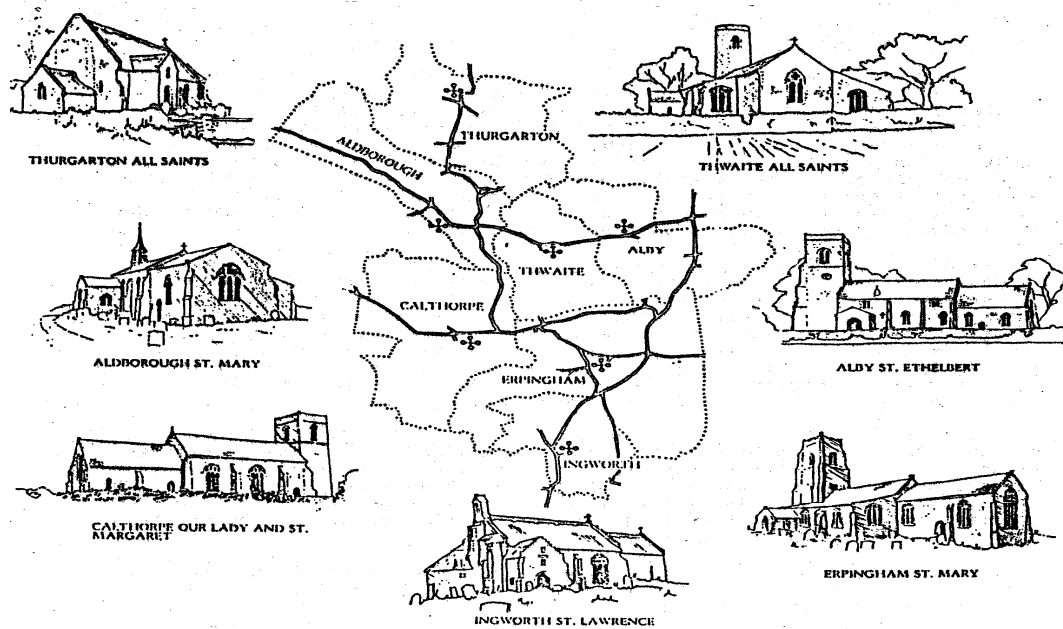 THURGARTON ALL SAINTS
THWAITE ALL SAINTS
THURGARTON
ALDBOROUGH
ALBY
THWAITE
CALTHORPE
ERPINGHAM
INGWORTH
ALDBOROUGH ST. MARY
ALBY ST. ETHELBERT
CALTHORPE OUR LADY AND ST.
MARGARET
ERPINGHAM ST. MARY
INGWORTH ST. LAWRENCE